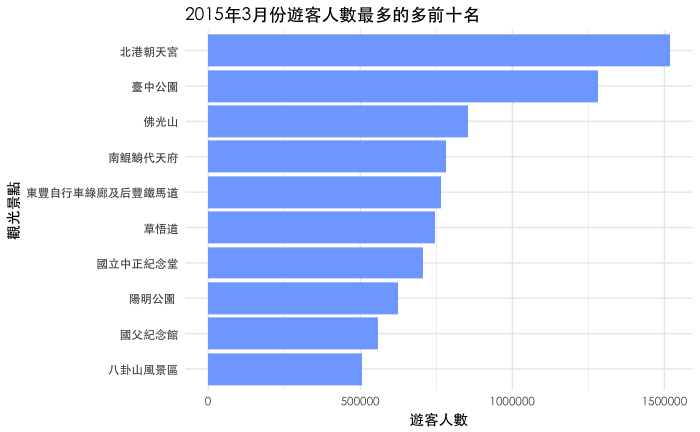 2015年3月份遊客人數最多的多前十名
觀光景點
北港朝天宮
臺中公園
佛光山
南鯤鯓代天府
東豐自行車綠廊及后豐鐵馬道
草悟道
國立中正紀念堂
陽明公園
國父紀念館
八卦山風景區
0 500000 1000000 1500000
遊客人數